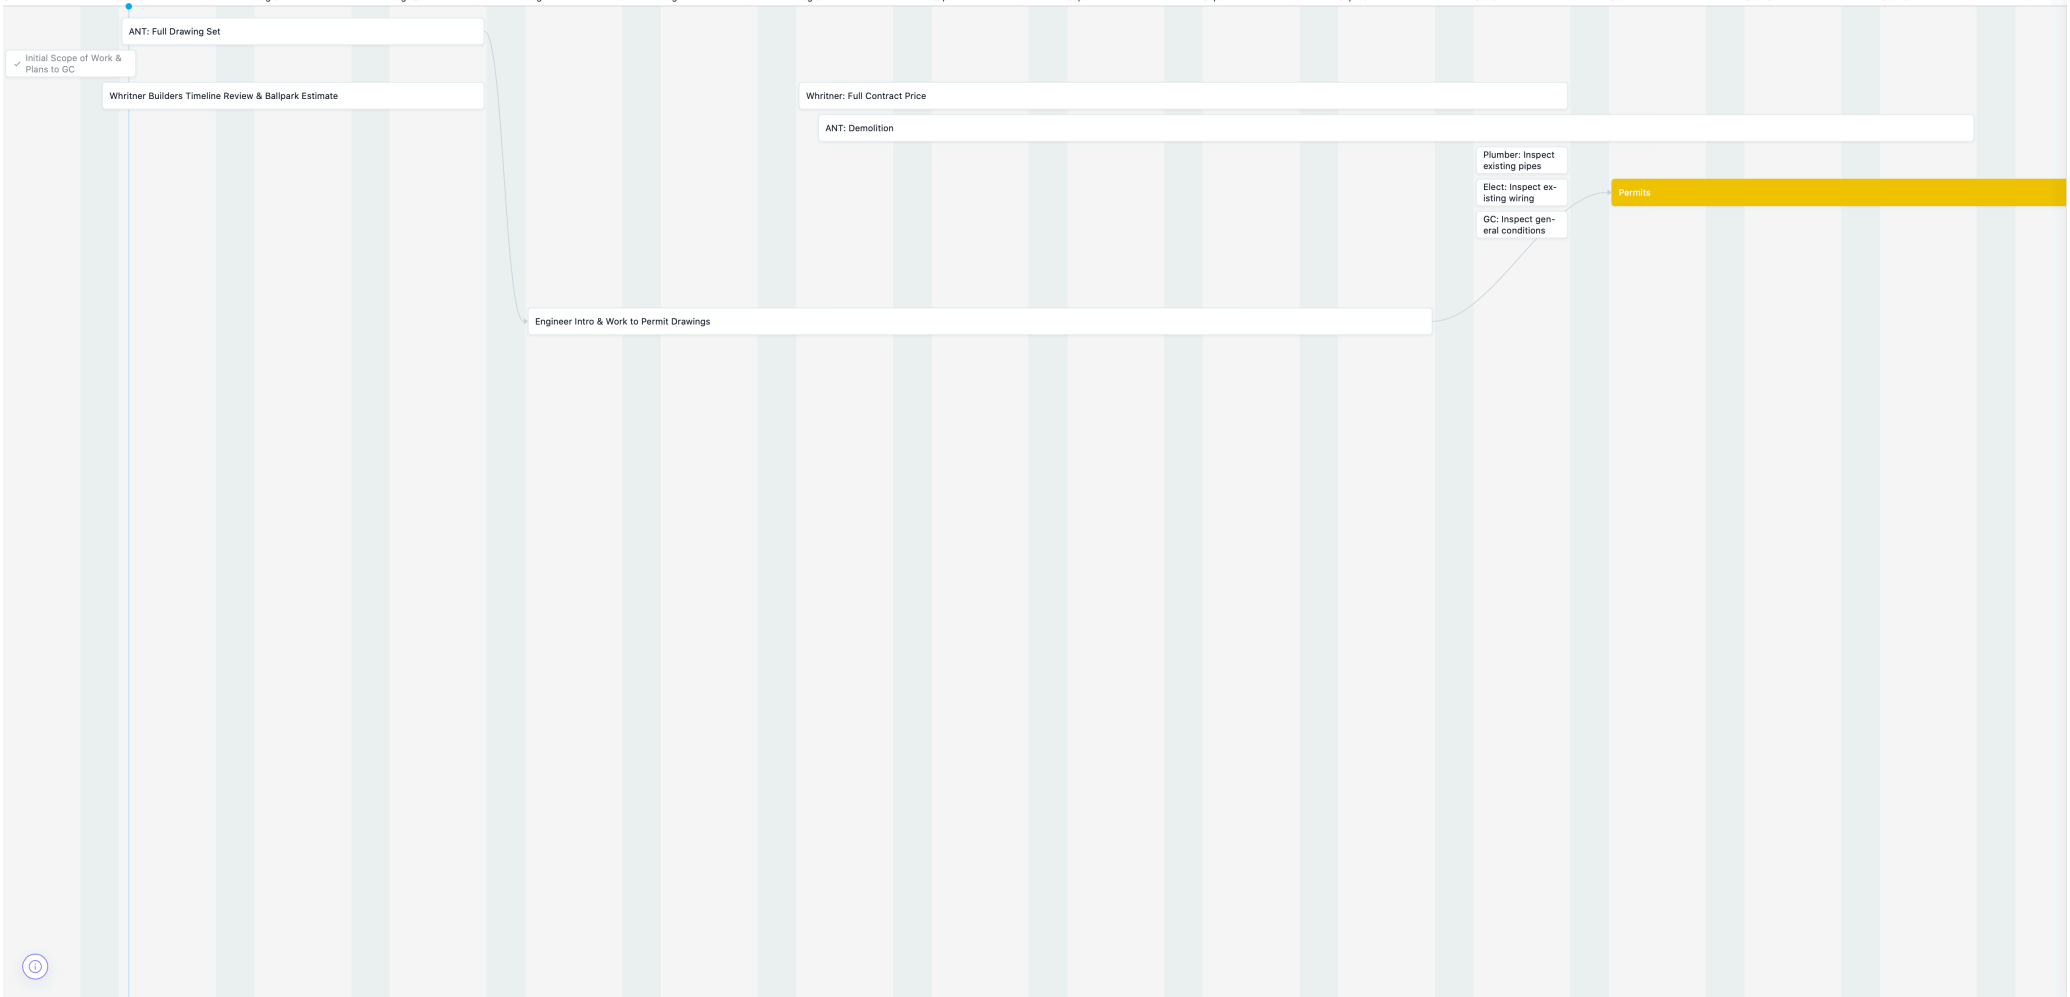 ANT: Full Drawing Set
Initial Scope of Work &
Plans to GC
Whritner Builders Timeline Review & Ballpark Estimate
Whritner: Full Contract Price
ANT: Demolition
Plumber: Inspect
existing pipes
Elect: Inspect ex-
isting wiring
Permits
GC: Inspect gen-
eral conditions
Engineer Intro & Work to Permit Drawings